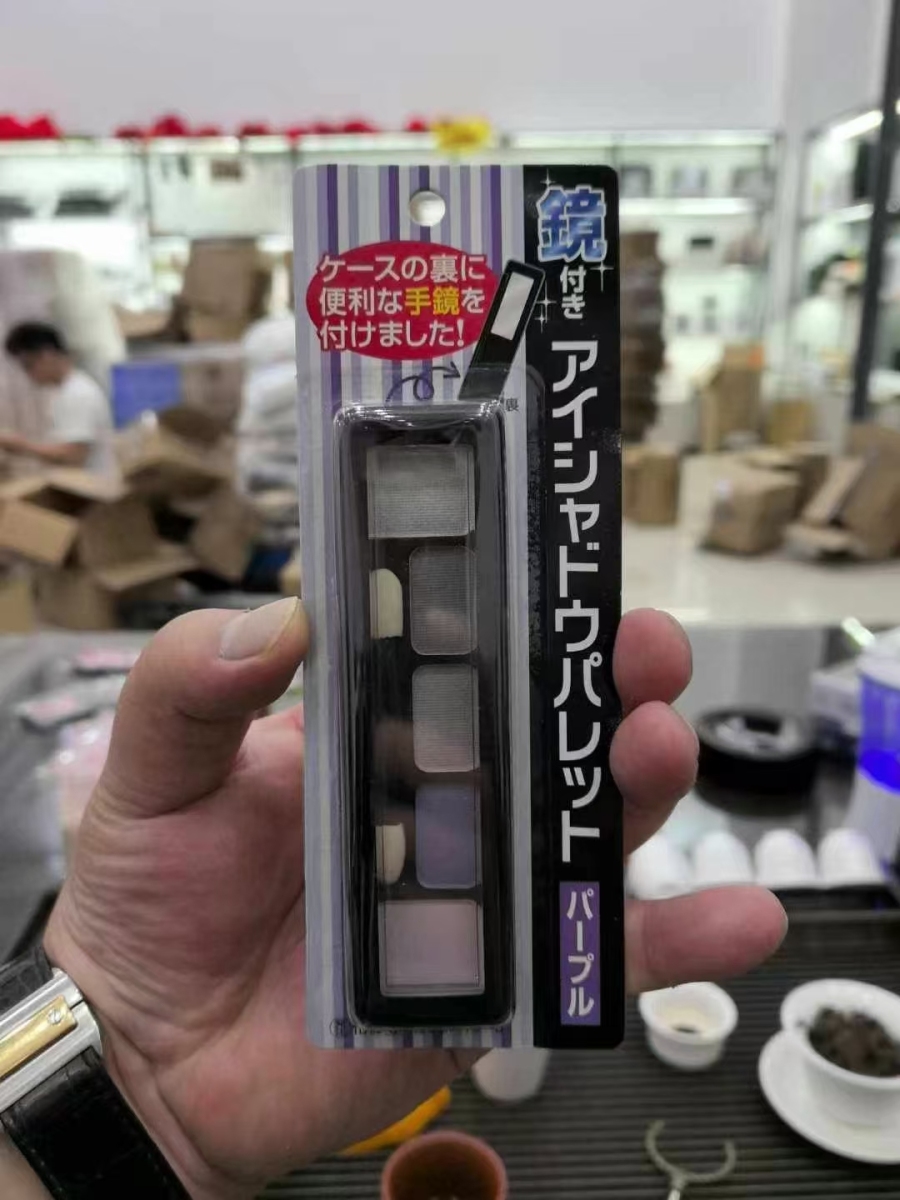 ケースの裏に
便利な手鏡を
付けました!
裏
鏡付き アイシャドウパレット
パープル